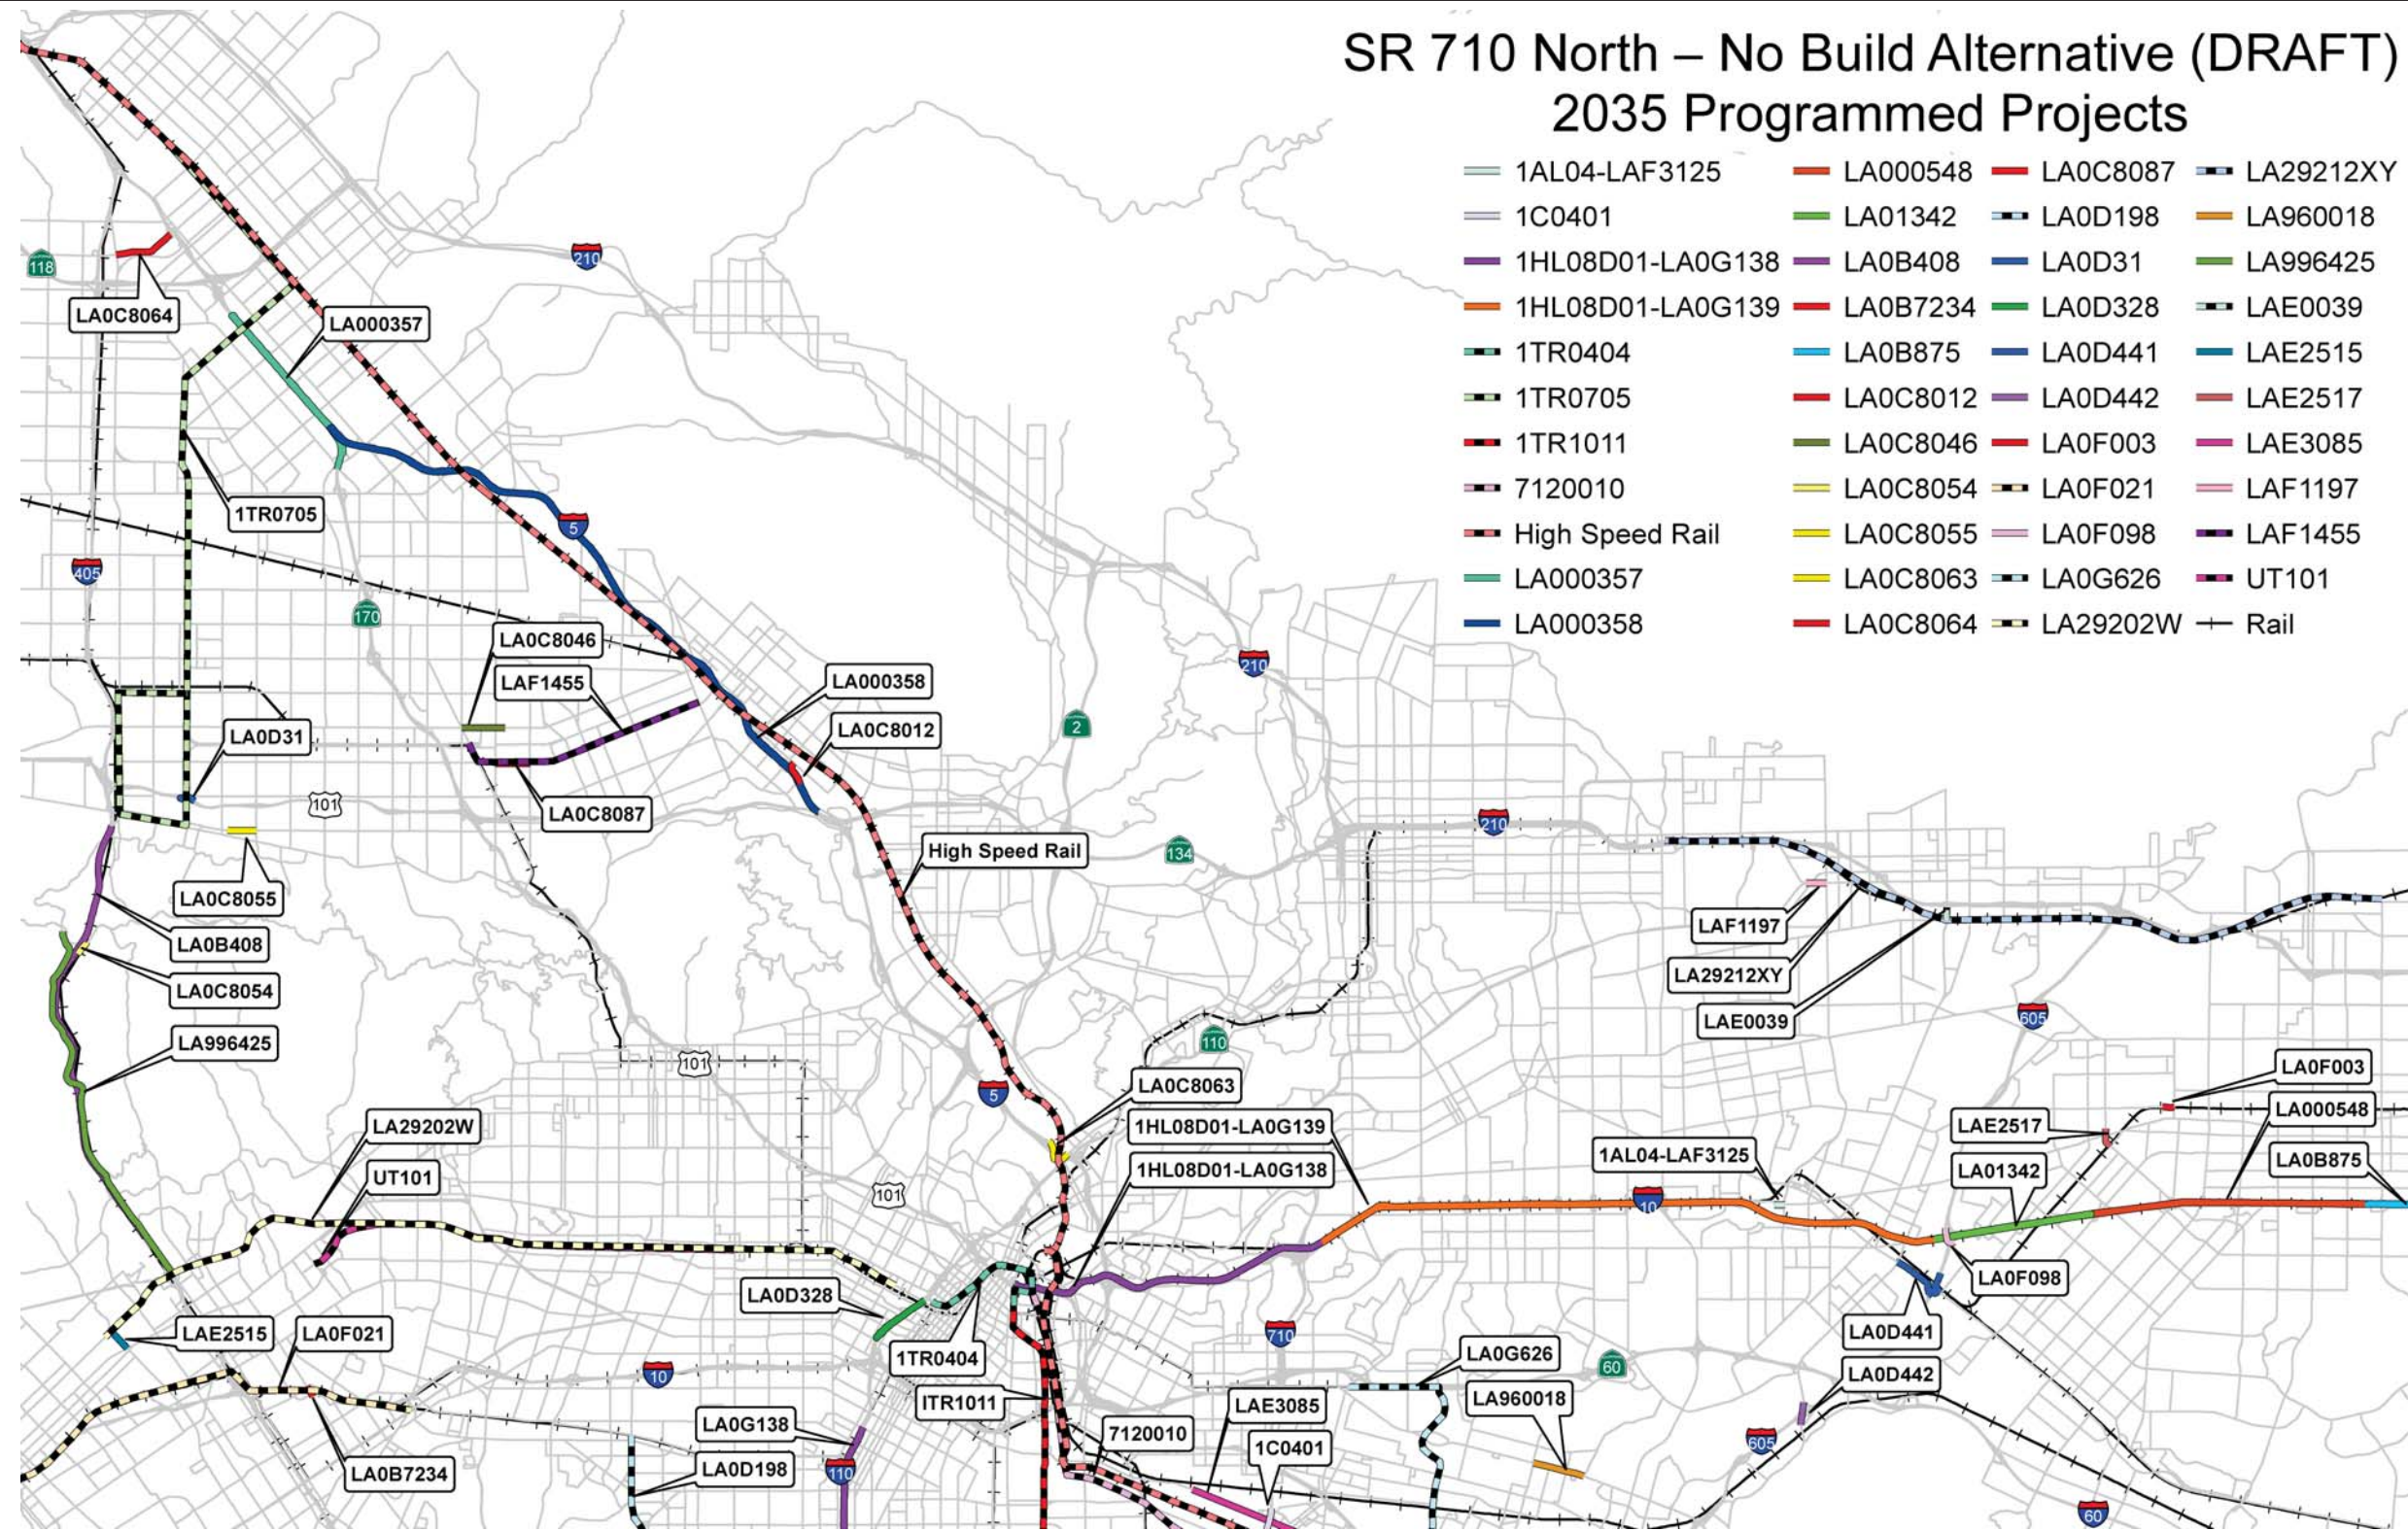 SR 710 North – No Build Alternative (DRAFT)
2035 Programmed Projects
1AL04-LAF3125
1C0401
1HL08D01-LA0G138
1HL08D01-LA0G139
1TR0404
1TR0705
1TR1011
7120010
High Speed Rail
LA000357
LA000358
LA000548
LA01342
LA0B408
LA0B7234
LA0B875
LA0C8012
LA0C8046
LA0C8054
LA0C8055
LA0C8063
LA0C8064
LA0C8087
LA0D198
LA0D31
LA0D328
LA0D441
LA0D442
LA0F003
LA0F021
LA0F098
LA0G626
LA29202W
LA29212XY
LA960018
LA996425
LAE0039
LAE2515
LAE2517
LAE3085
LAF1197
LAF1455
UT101
Rail
118
210
LA0C8064
LA000357
1TR0705
5
405
170
LA0C8046
LAF1455
LA000358
LA0C8012
210
2
LA0D31
101
LA0C8087
High Speed Rail
134
210
LA0C8055
LA0B408
LA0C8054
LA996425
LAF1197
LA29212XY
LAE0039
605
110
101
5
LA0C8063
LA0F003
LA29202W
1HL08D01-LA0G139
LA000548
LAE2517
UT101
1HL08D01-LA0G138
1AL04-LAF3125
LA01342
LA0B875
101
10
LA0F098
LA0D328
LAE2515
LA0F021
1TR0404
710
LA0D441
LA0G626
60
10
LA0D442
ITR1011
LAE3085
LA960018
LA0G138
7120010
1C0401
605
LA0B7234
LA0D198
110
60